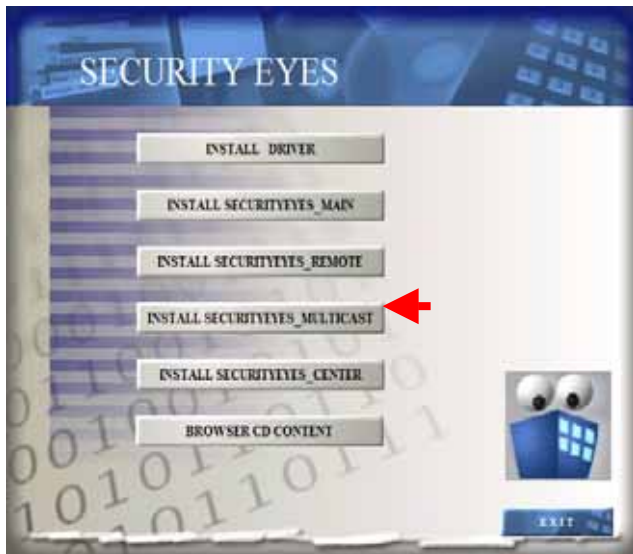 SECURITY EYES
INSTALL DRIVER
INSTALL SECURITYEYES_MAIN
INSTALL SECURITYEYES_REMOTE
INSTALL SECURITYEYES_MULTICAST
INSTALL SECURITYEYES_CENTER
BROWSER CD CONTENT
EXIT